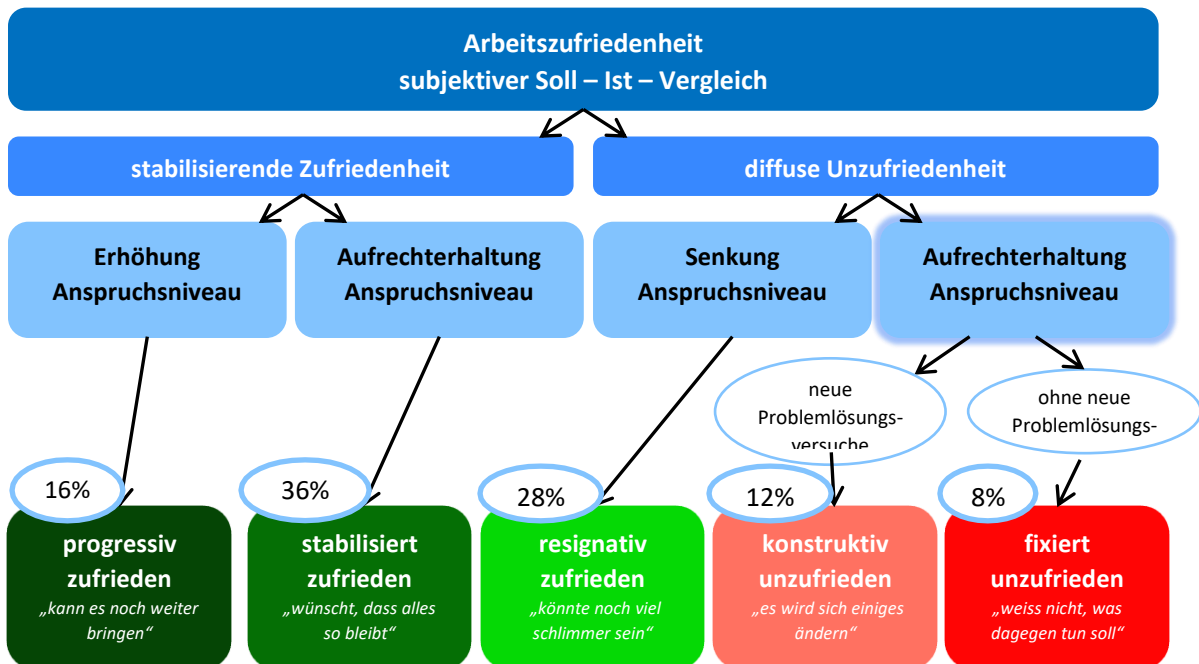 Arbeitszufriedenheit
subjektiver Soll – Ist – Vergleich
stabilisierende Zufriedenheit
diffuse Unzufriedenheit
Erhöhung
Anspruchsniveau
Aufrechterhaltung
Anspruchsniveau
Senkung
Anspruchsniveau
Aufrechterhaltung
Anspruchsniveau
neue
Problemlösungs-
versuche
ohne neue
Problemlösungs-
16%
36%
28%
12%
8%
progressiv
zufrieden
„kann es noch weiter
bringen“
stabilisiert
zufrieden
„wünscht, dass alles
so bleibt“
resignativ
zufrieden
„könnte noch viel
schlimmer sein“
konstruktiv
unzufrieden
„es wird sich einiges
ändern“
fixiert
unzufrieden
„weiss nicht, was
dagegen tun soll“